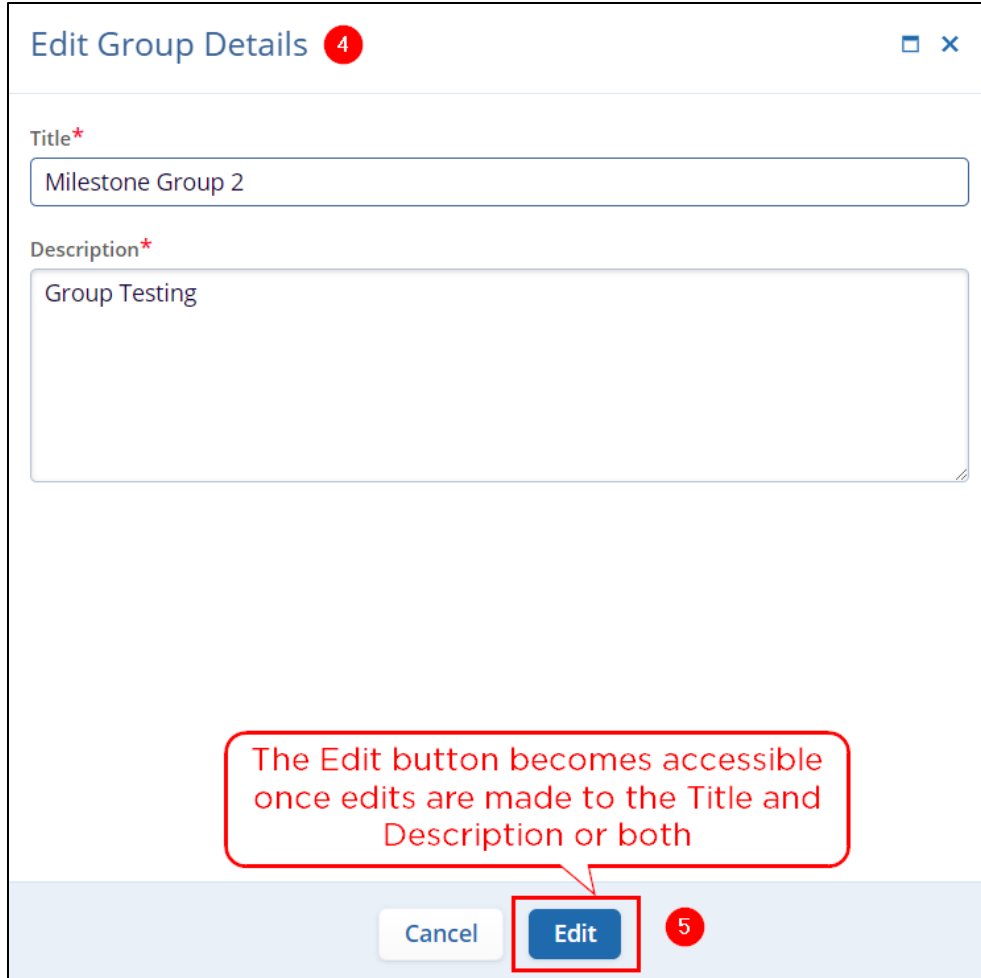 Edit Group Details 4
Title*
Milestone Group 2
Description*
Group Testing
The Edit button becomes accessible
once edits are made to the Title and
Description or both
Cancel Edit 5